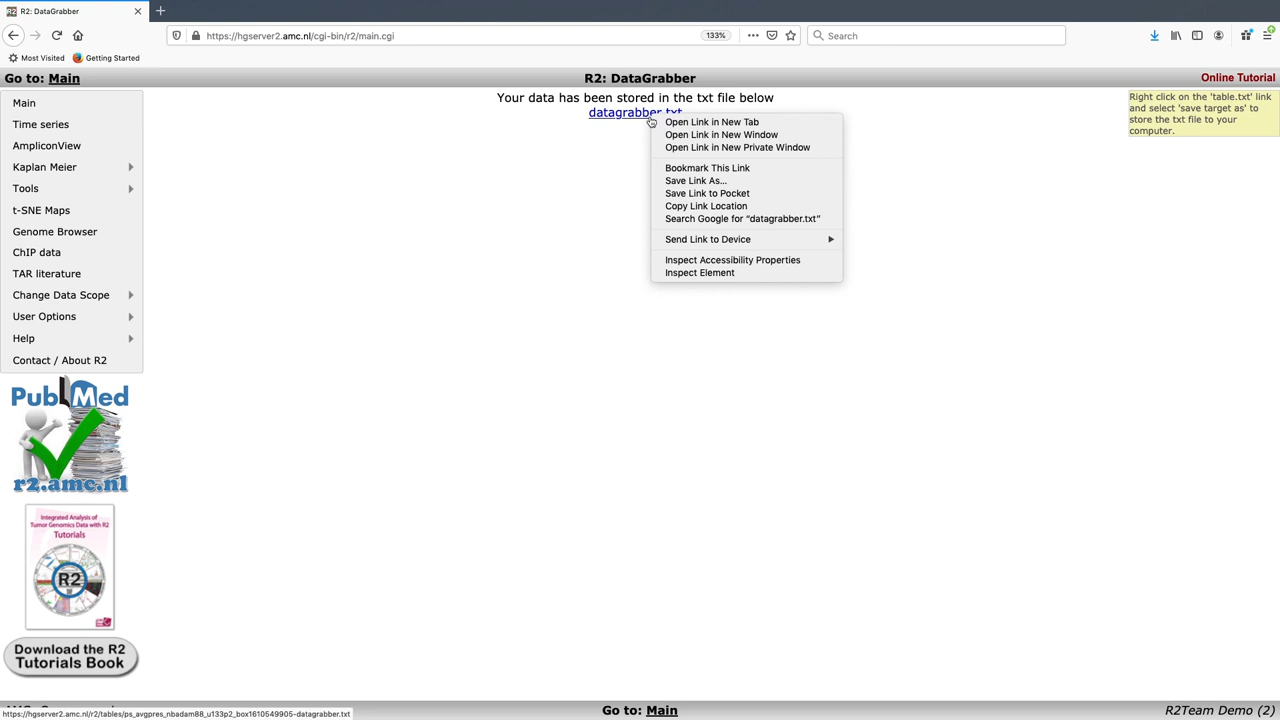 R2: DataGrabber
https://hgserver2.amc.nl/cgi-bin/r2/main.cgi
133%
Search
Most Visited
Getting Started
Go to: Main
R2: DataGrabber
Online Tutorial
Your data has been stored in the txt file below
datagrabber.txt
Right click on the 'table.txt' link
and select 'save target as' to
store the txt file to your
computer.
Main
Time series
AmpliconView
Kaplan Meier
Tools
t-SNE Maps
Genome Browser
ChIP data
TAR literature
Change Data Scope
User Options
Help
Contact / About R2
Open Link in New Tab
Open Link in New Window
Open Link in New Private Window
Bookmark This Link
Save Link As...
Save Link to Pocket
Copy Link Location
Search Google for “datagrabber.txt”
Send Link to Device
Inspect Accessibility Properties
Inspect Element
PubMed
r2.amc.nl
Integrated Analysis of
Tumor Genomics Data with R2
Tutorials
R2
Download the R2
Tutorials Book
https://hgserver2.amc.nl/r2/tables/ps_avgpres_nbadam88_u133p2_box1610549905-datagrabber.txt
Go to: Main
R2Team Demo (2)